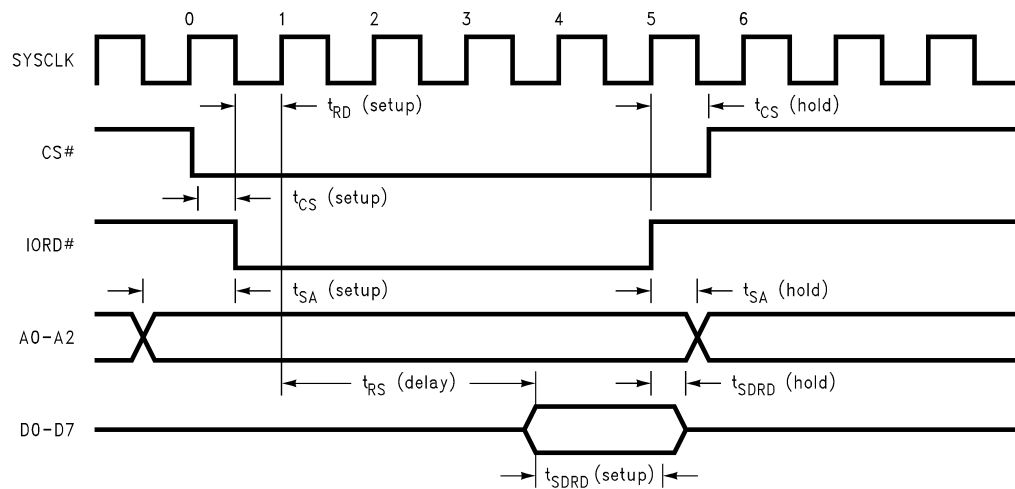 0 1 2 3 4 5 6
SYSCLK
tRD (setup) tCS (hold)
CS#
tCS (setup)
IORD#
tSA (setup) tSA (hold)
A0-A2
tRS (delay) tSDRD (hold)
D0-D7
tSDRD (setup)